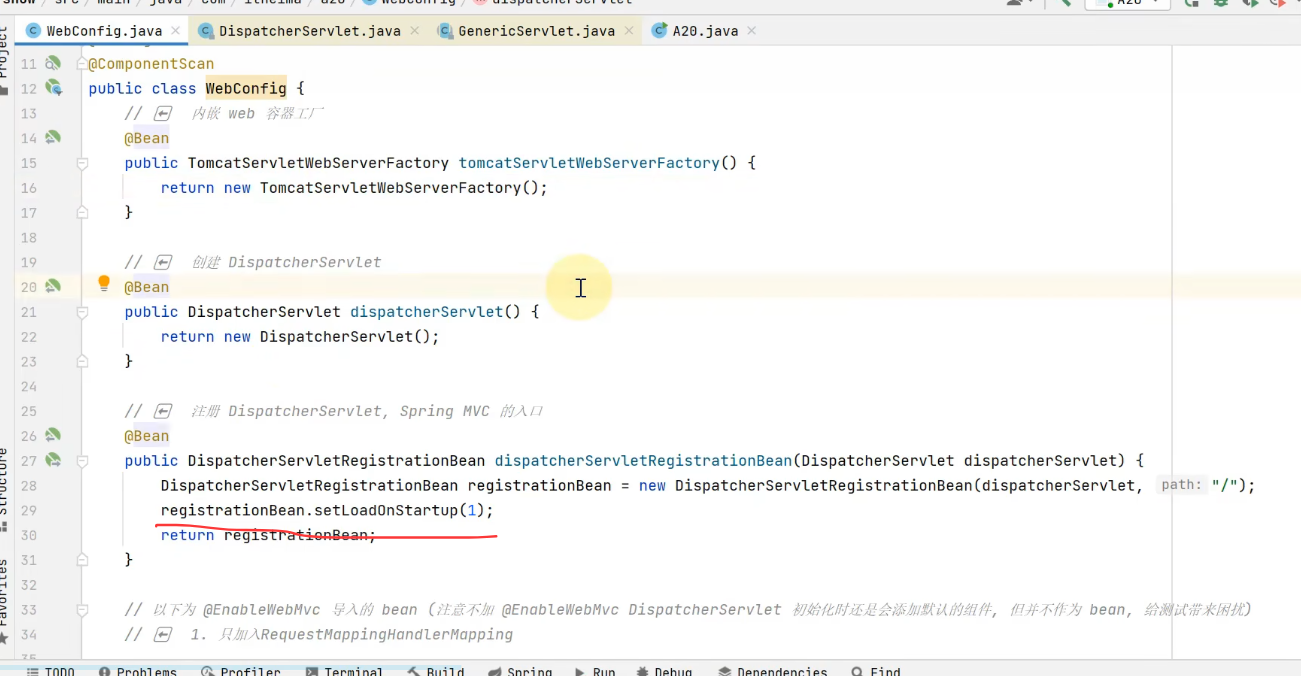 show / src / main / java / com / itheima / a20 / WebConfig / dispatcherServlet
A20
WebConfig.java
DispatcherServlet.java
GenericServlet.java
A20.java
Project
11
12
13
14
15
16
17
18
19
20
21
22
23
24
25
26
27
28
29
30
31
32
33
34
35
@ComponentScan
public class WebConfig {
// ⬅️ 内嵌 web 容器工厂
@Bean
public TomcatServletWebServerFactory tomcatServletWebServerFactory() {
return new TomcatServletWebServerFactory();
}
// ⬅️ 创建 DispatcherServlet
@Bean
public DispatcherServlet dispatcherServlet() {
return new DispatcherServlet();
}
// ⬅️ 注册 DispatcherServlet, Spring MVC 的入口
@Bean
public DispatcherServletRegistrationBean dispatcherServletRegistrationBean(DispatcherServlet dispatcherServlet) {
DispatcherServletRegistrationBean registrationBean = new DispatcherServletRegistrationBean(dispatcherServlet, path: "/");
registrationBean.setLoadOnStartup(1);
return registrationBean;
}
// 以下为 @EnableWebMvc 导入的 bean (注意不加 @EnableWebMvc DispatcherServlet 初始化时还是会添加默认的组件, 但并不作为 bean, 给测试带来困扰)
// ⬅️ 1. 只加入RequestMappingHandlerMapping
Structure
Favorites
TODO
Problems
Profiler
Terminal
Build
Spring
Run
Debug
Dependencies
Find